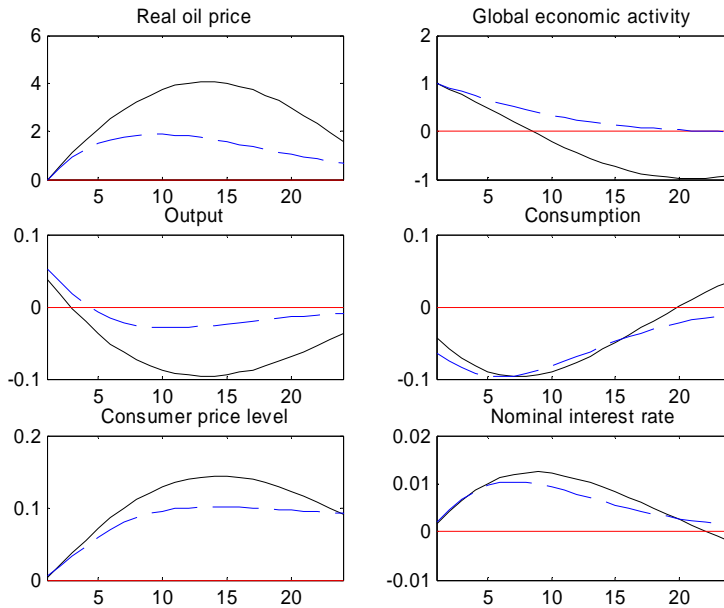 Real oil price
6
4
2
0
5 10 15 20
Global economic activity
2
1
0
-1
5 10 15 20
Output
0.1
0
-0.1
5 10 15 20
Consumption
0.1
0
-0.1
5 10 15 20
Consumer price level
0.2
0.1
0
5 10 15 20
Nominal interest rate
0.02
0.01
0
-0.01
5 10 15 20